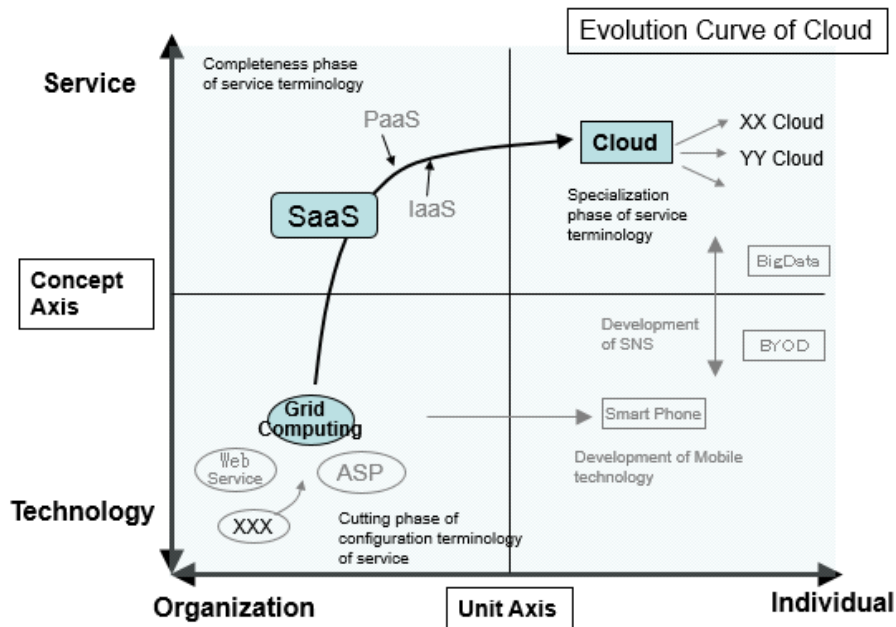 Evolution Curve of Cloud
Service
Completeness phase
of service terminology
PaaS
IaaS
SaaS
Cloud
XX Cloud
YY Cloud
Specialization
phase of service
terminology
Concept
Axis
BigData
Development
of SNS
BYOD
Grid
Computing
Smart Phone
Web
Service
ASP
Development of Mobile
technology
Technology
XXX
Cutting phase of
configuration terminology
of service
Organization
Unit Axis
Individual